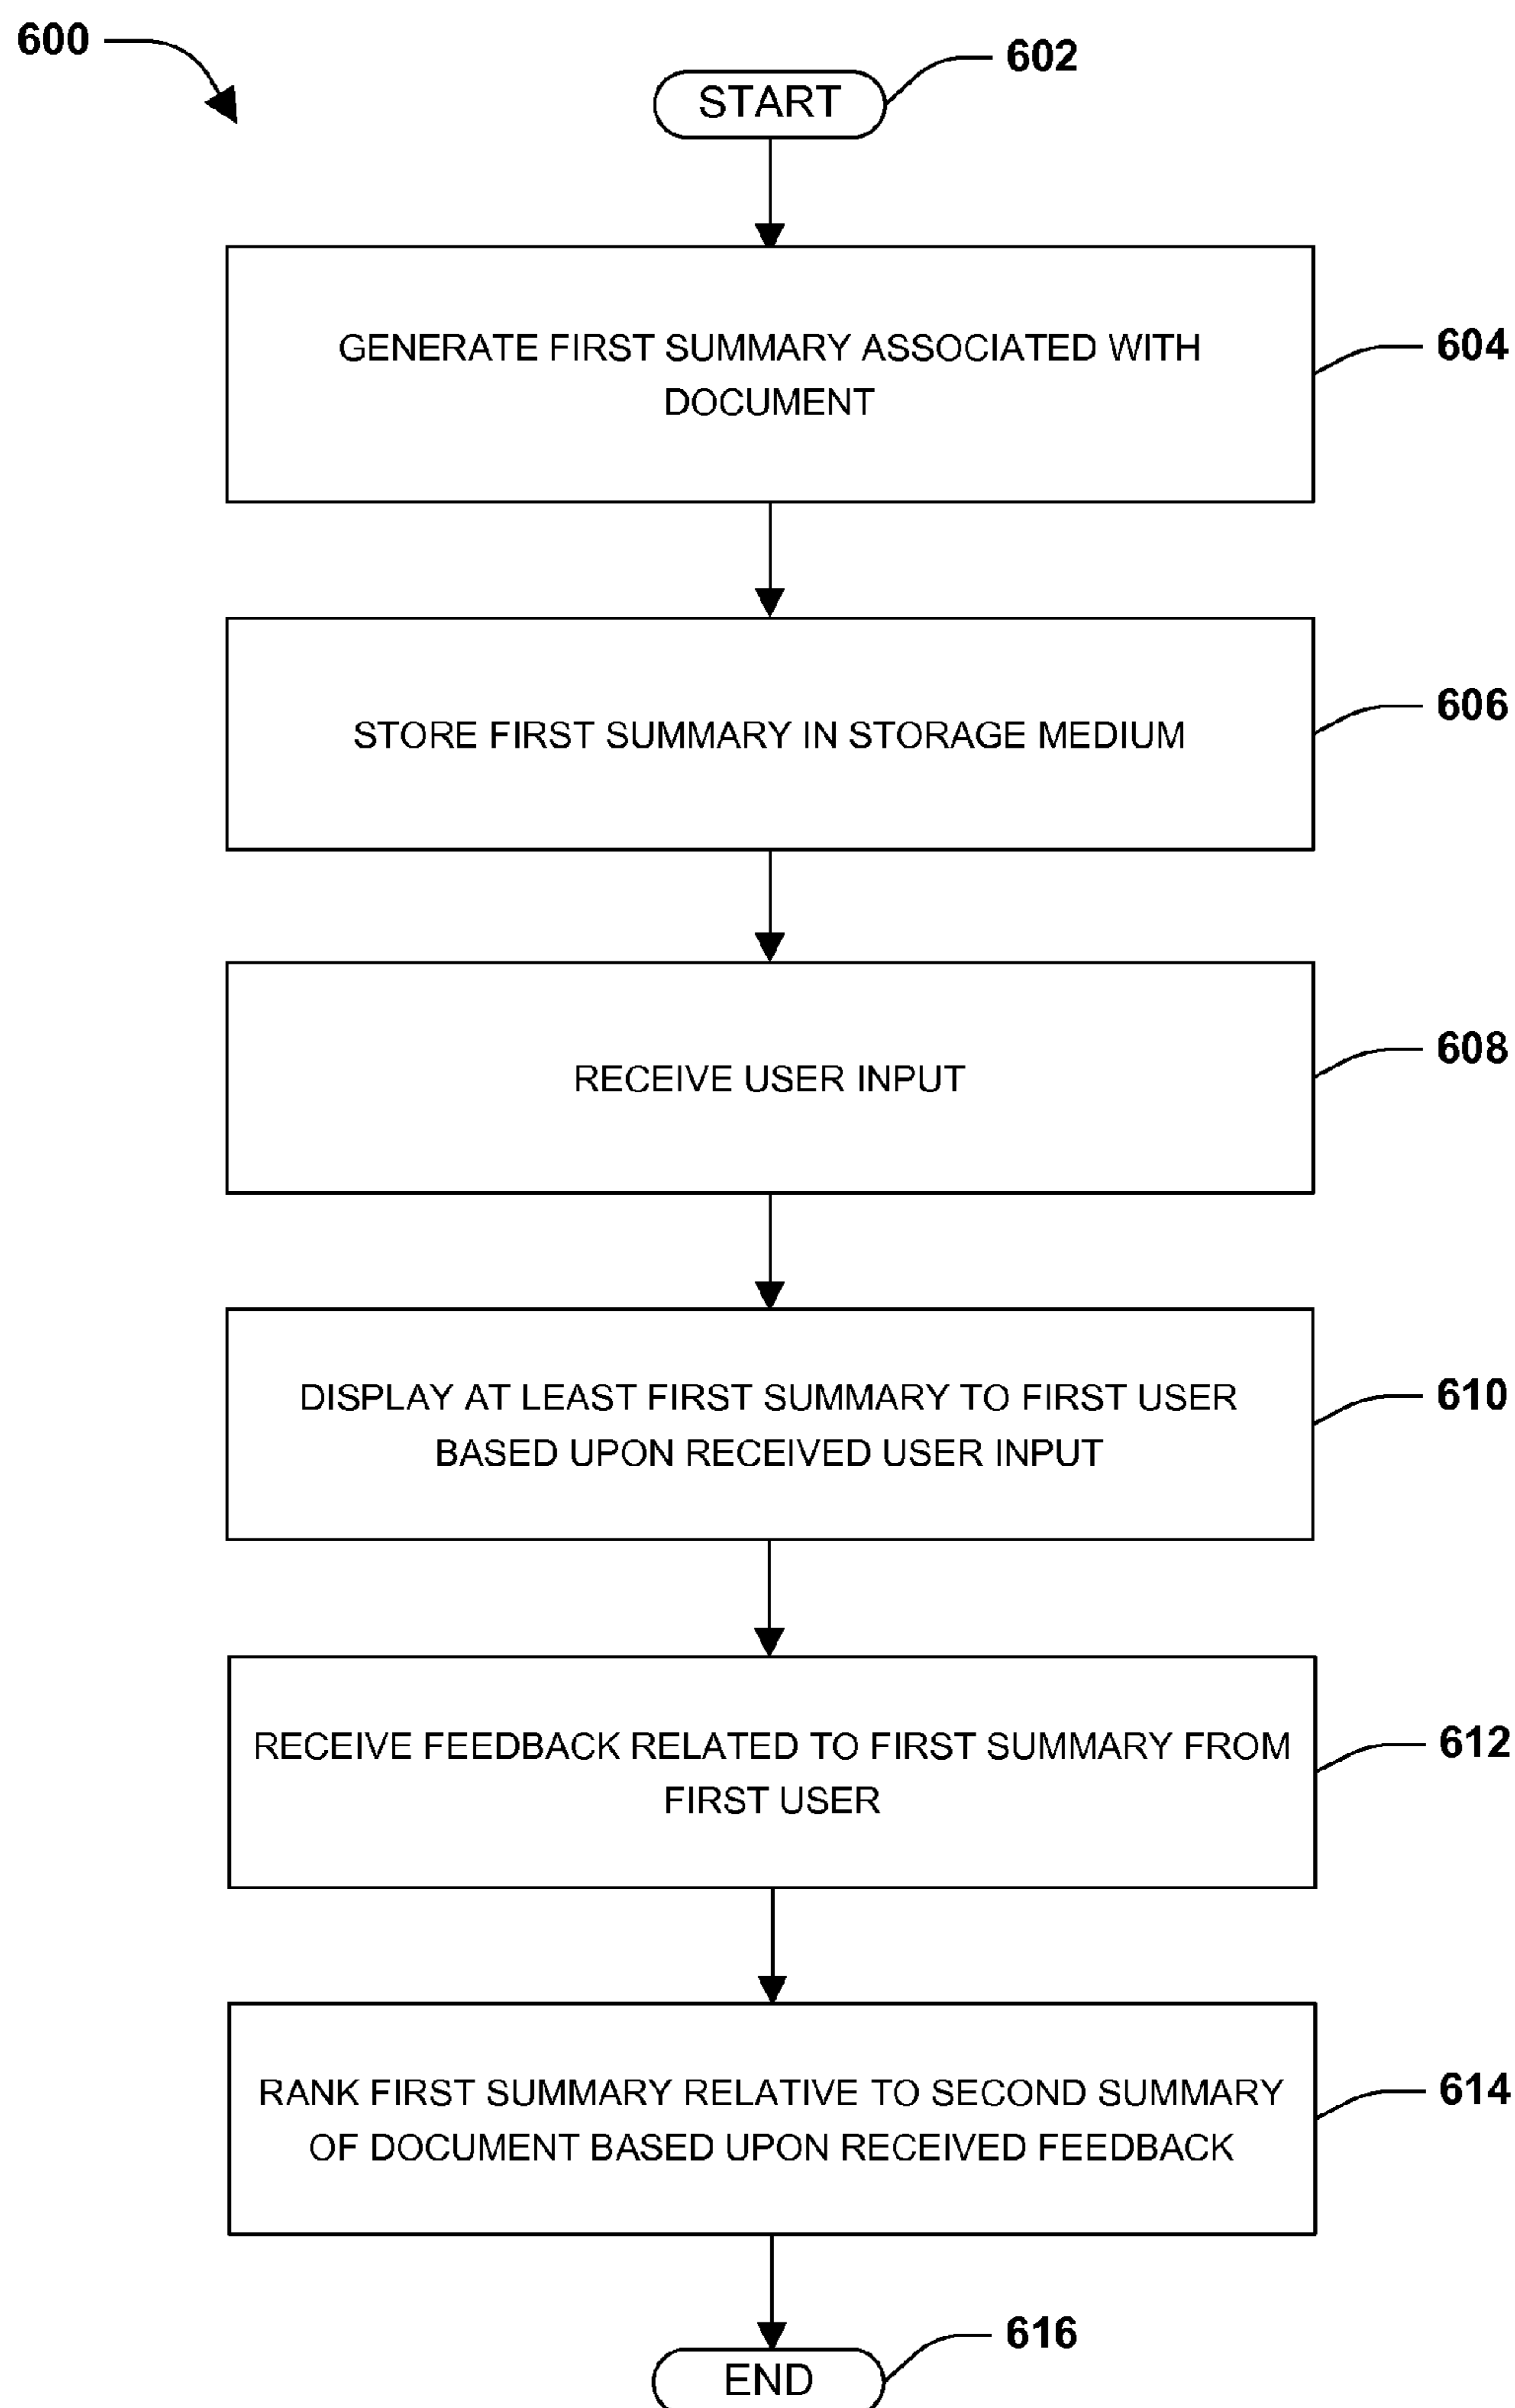 600
START
602
GENERATE FIRST SUMMARY ASSOCIATED WITH
DOCUMENT
604
STORE FIRST SUMMARY IN STORAGE MEDIUM
606
RECEIVE USER INPUT
608
DISPLAY AT LEAST FIRST SUMMARY TO FIRST USER
BASED UPON RECEIVED USER INPUT
610
RECEIVE FEEDBACK RELATED TO FIRST SUMMARY FROM
FIRST USER
612
RANK FIRST SUMMARY RELATIVE TO SECOND SUMMARY
OF DOCUMENT BASED UPON RECEIVED FEEDBACK
614
END
616